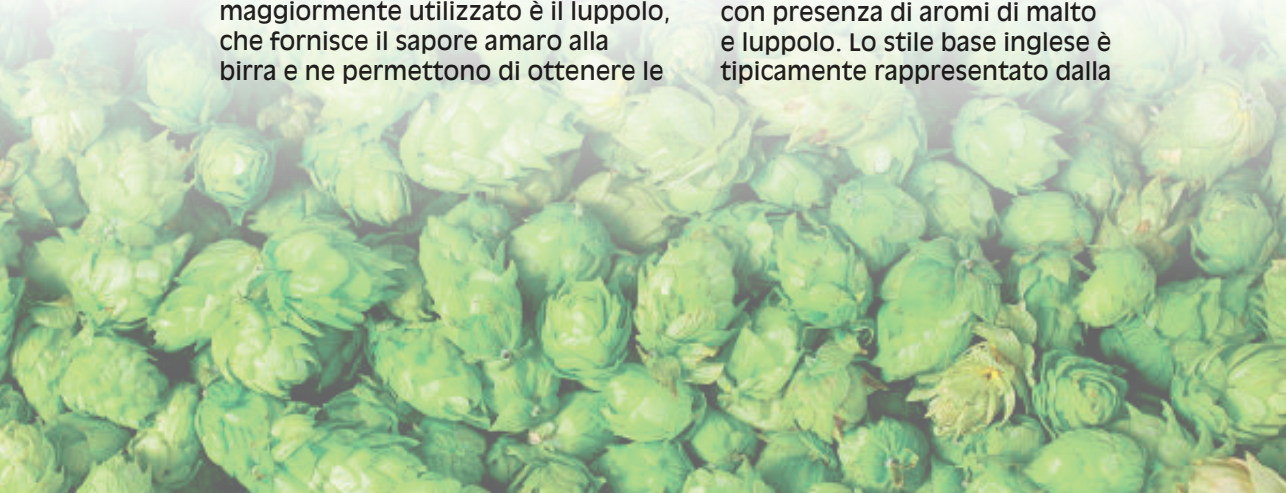 maggiormente utilizzato è il luppolo,
che fornisce il sapore amaro alla
birra e ne permettono di ottenere le
con presenza di aromi di malto
e luppolo. Lo stile base inglese è
tipicamente rappresentato dalla